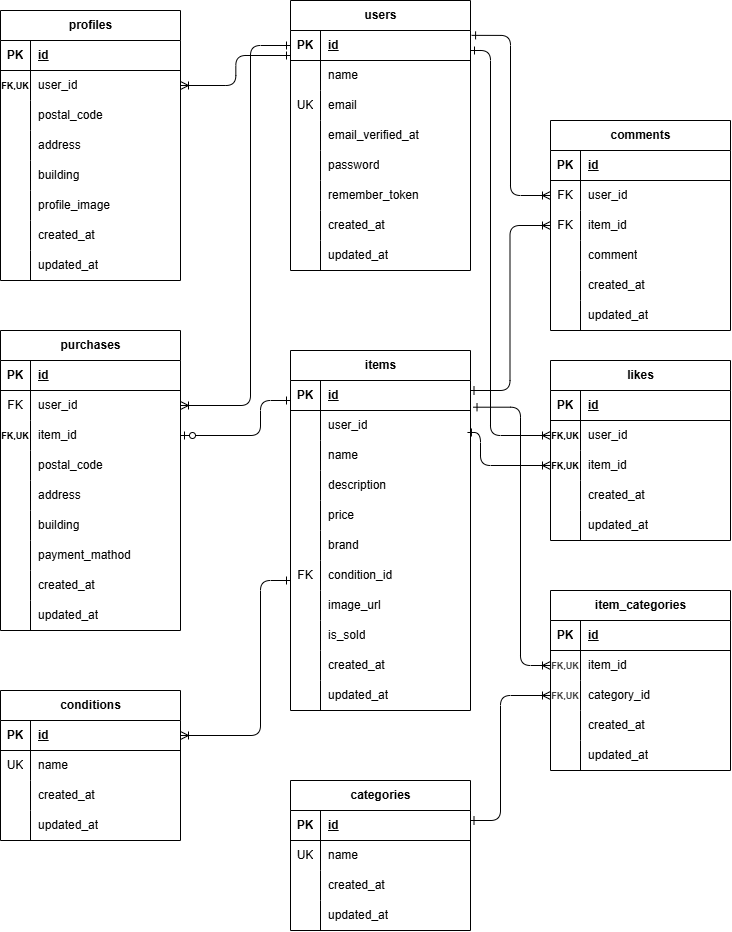 profiles
PK id
FK,UK user_id
postal_code
address
building
profile_image
created_at
updated_at
users
PK id
name
UK email
email_verified_at
password
remember_token
created_at
updated_at
comments
PK id
FK user_id
FK item_id
comment
created_at
updated_at
purchases
PK id
FK user_id
FK,UK item_id
postal_code
address
building
payment_mathod
created_at
updated_at
items
PK id
user_id
name
description
price
brand
FK condition_id
image_url
is_sold
created_at
updated_at
likes
PK id
FK,UK user_id
FK,UK item_id
created_at
updated_at
item_categories
PK id
FK,UK item_id
FK,UK category_id
created_at
updated_at
conditions
PK id
UK name
created_at
updated_at
categories
PK id
UK name
created_at
updated_at